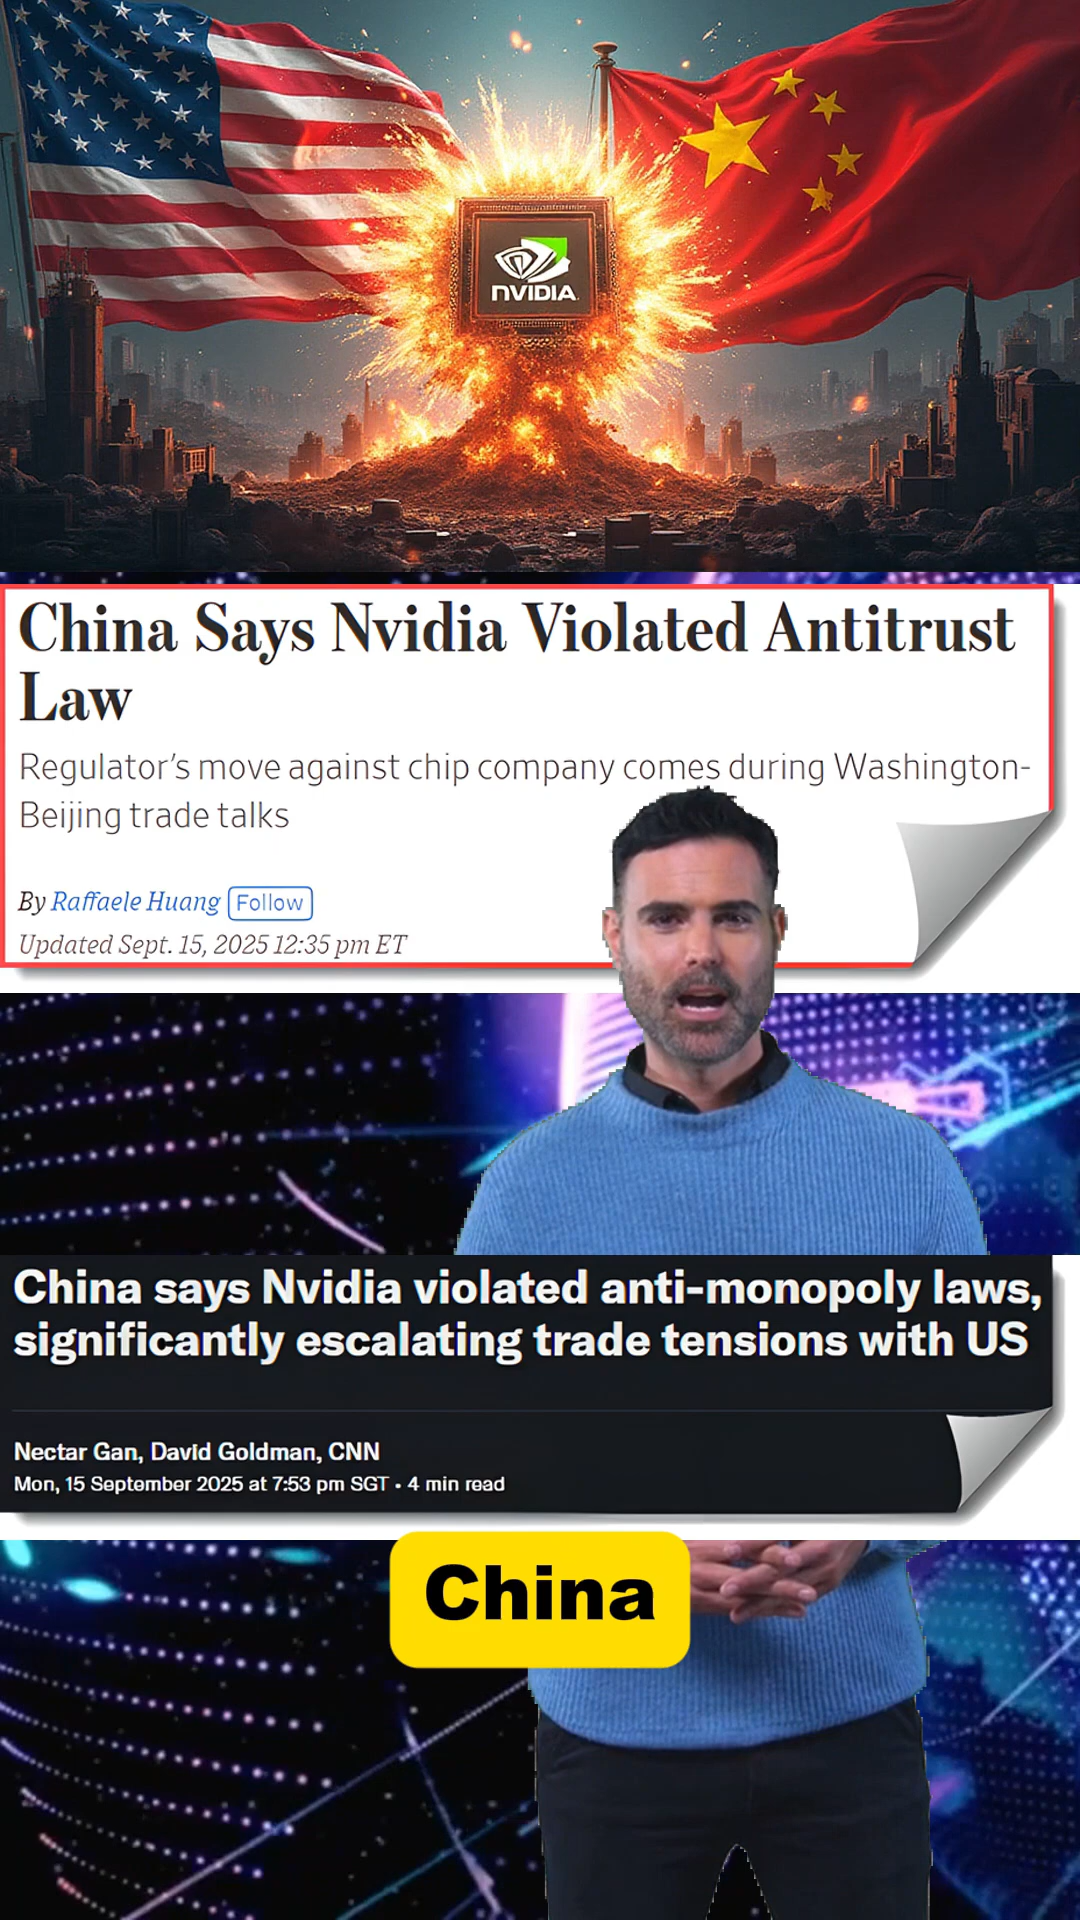 NVIDIA
China Says Nvidia Violated Antitrust
Law
Regulator's move against chip company comes during Washington-
Beijing trade talks
By Raffaele Huang Follow
Updated Sept. 15, 2025 12:35 pm ET
China says Nvidia violated anti-monopoly laws,
significantly escalating trade tensions with US
Nectar Gan, David Goldman, CNN
Mon, 15 September 2025 at 7:53 pm SGT • 4 min read
China